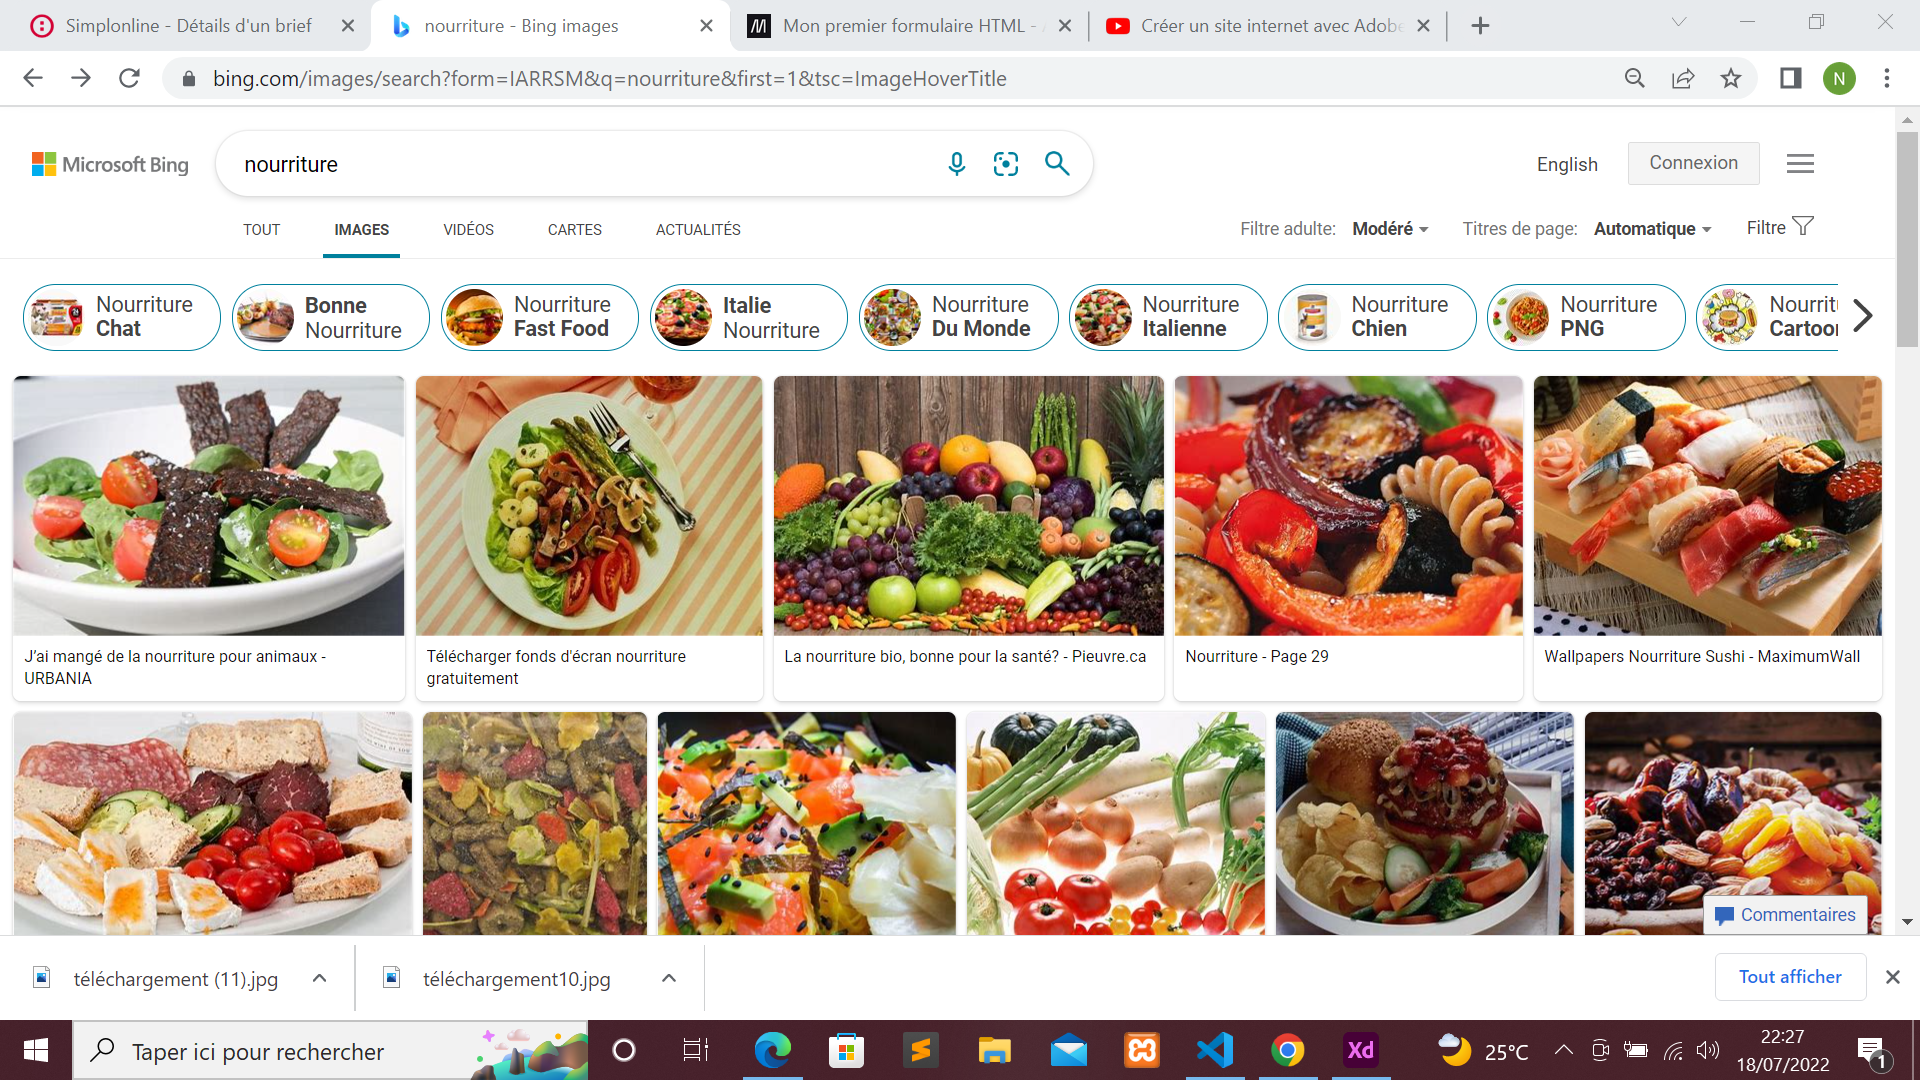 Simplonline - Détails d'un brief
nourriture - Bing images
Mon premier formulaire HTML -
Créer un site internet avec Adobe
bing.com/images/search?form=IARRSM&q=nourriture&first=1&tsc=ImageHoverTitle
N
Microsoft Bing
nourriture
English
Connexion
TOUT
IMAGES
VIDÉOS
CARTES
ACTUALITÉS
Filtre adulte: Modéré
Titres de page: Automatique
Filtre
Nourriture
Chat
Bonne
Nourriture
Nourriture
Fast Food
Italie
Nourriture
Nourriture
Du Monde
Nourriture
Italienne
Nourriture
Chien
Nourriture
PNG
Nourritu
Cartoon
J'ai mangé de la nourriture pour animaux -
URBANIA
Télécharger fonds d'écran nourriture
gratuitement
La nourriture bio, bonne pour la santé? - Pieuvre.ca
Nourriture - Page 29
Wallpapers Nourriture Sushi - MaximumWall
Commentaires
téléchargement (11).jpg
téléchargement10.jpg
Tout afficher
Taper ici pour rechercher
Xd
25°C
22:27
18/07/2022
1